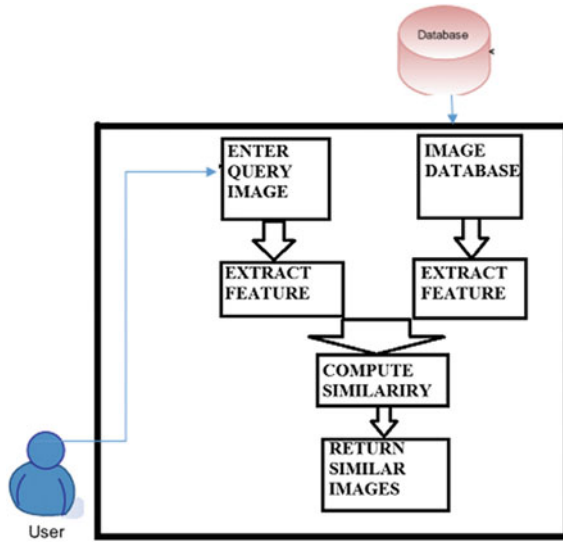 Database
ENTER
QUERY
IMAGE
IMAGE
DATABASE
EXTRACT
FEATURE
EXTRACT
FEATURE
COMPUTE
SIMILARIRY
RETURN
SIMILAR
IMAGES
User